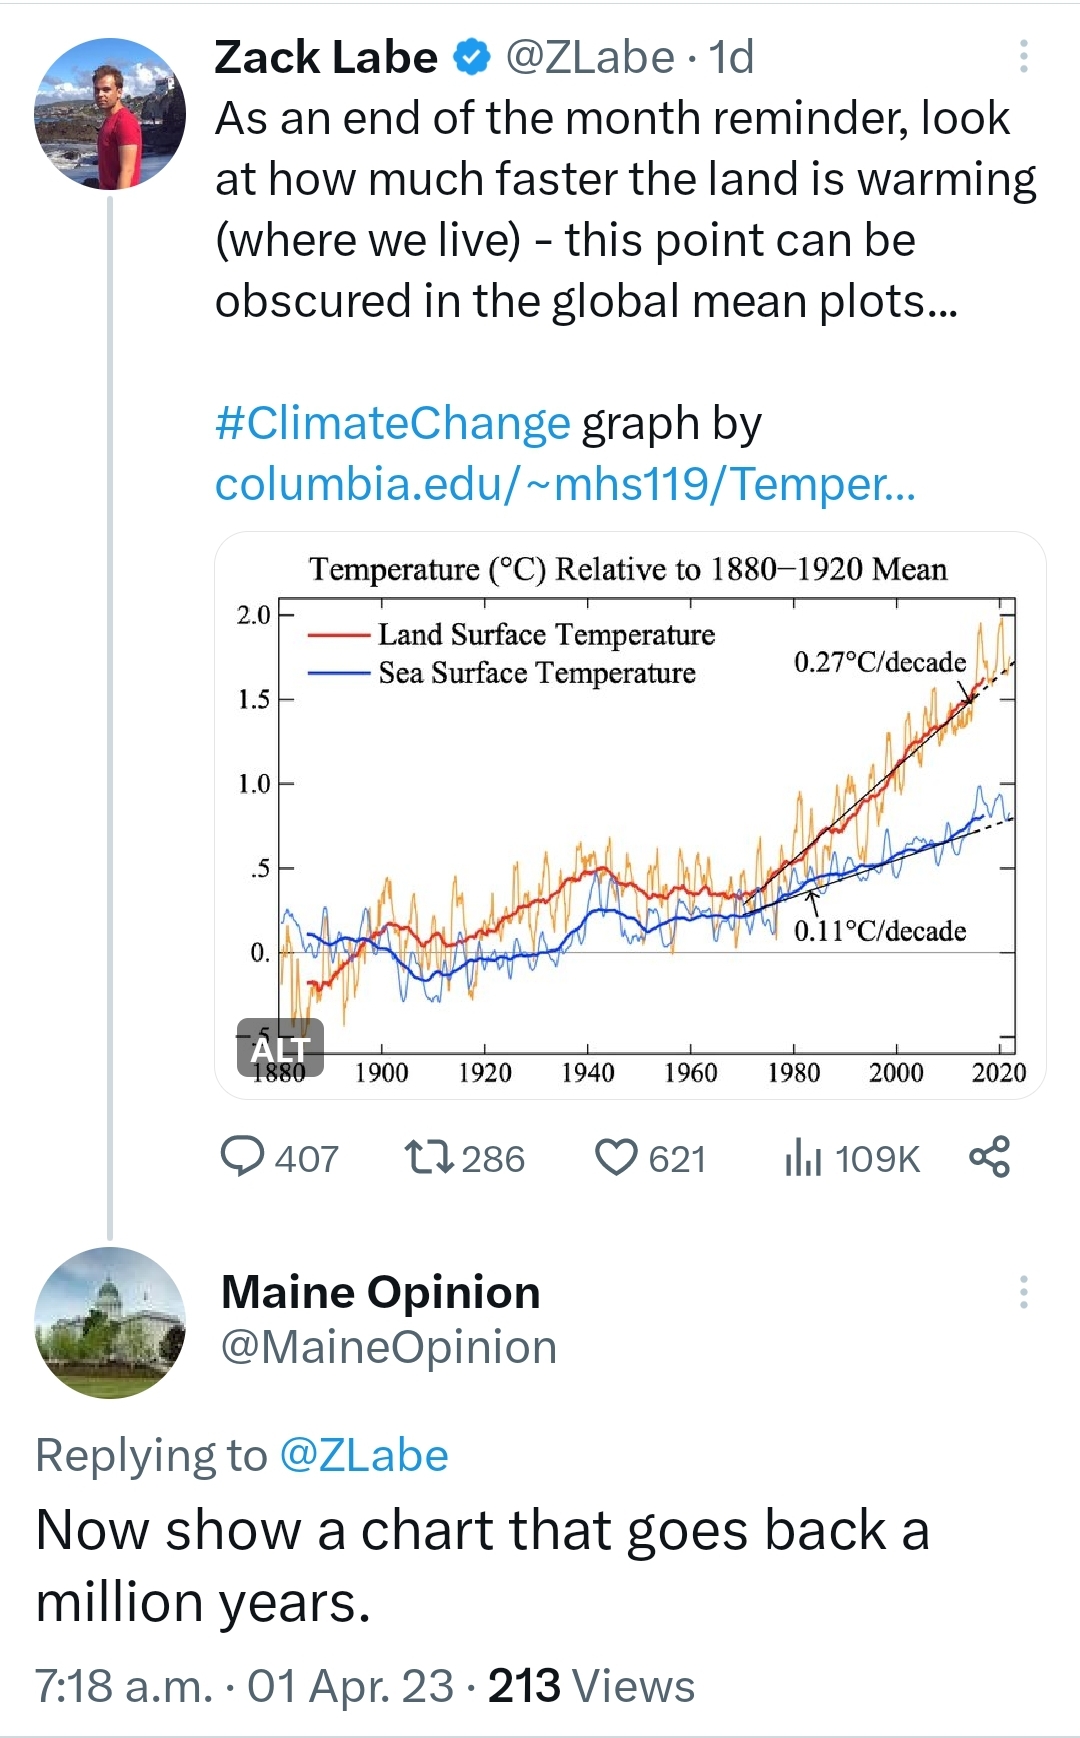 Zack Labe @ZLabe · 1d
As an end of the month reminder, look
at how much faster the land is warming
(where we live) - this point can be
obscured in the global mean plots...
#ClimateChange graph by
columbia.edu/~mhs119/Temper...
Temperature (°C) Relative to 1880−1920 Mean
2.0
Land Surface Temperature
Sea Surface Temperature
0.27°C/decade
1.5
1.0
.5
0.11°C/decade
0.
−.5
ALT
1880 1900 1920 1940 1960 1980 2000 2020
407 286 621 109K
Maine Opinion
@MaineOpinion
Replying to @ZLabe
Now show a chart that goes back a
million years.
7:18 a.m. · 01 Apr. 23 · 213 Views